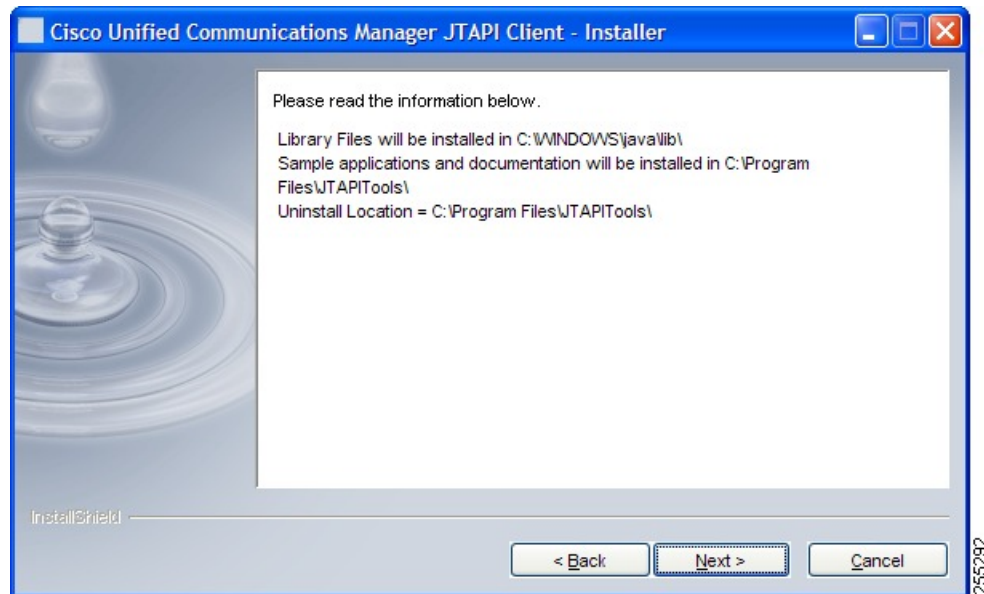 Cisco Unified Communications Manager JTAPI Client - Installer
Please read the information below.
Library Files will be installed in C:\WINDOWS\java\lib\
Sample applications and documentation will be installed in C:\Program
Files\JTAPITools\
Uninstall Location = C:\Program Files\JTAPITools\
InstallShield
< Back
Next >
Cancel
255292